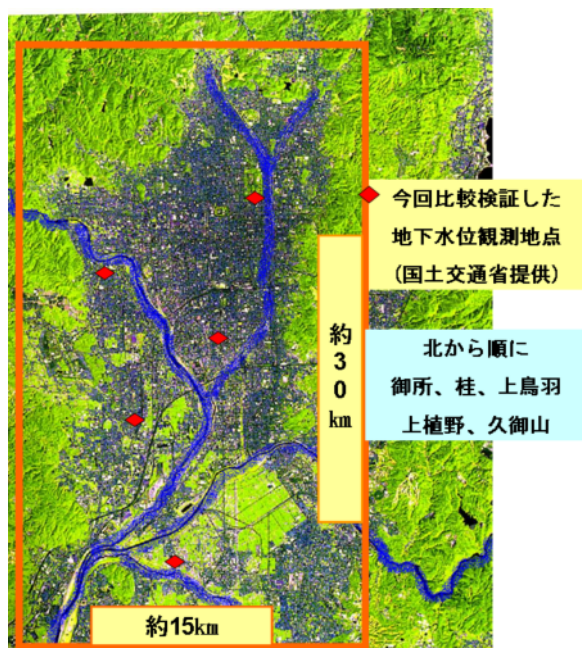 今回比較検証した
地下水位観測地点
(国土交通省提供)
約30km
北から順に
御所、桂、上鳥羽
上植野、久御山
約15km